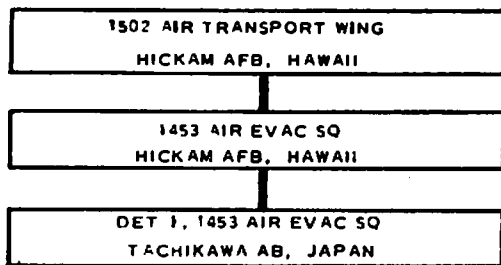 1502 AIR TRANSPORT WING
HICKAM AFB, HAWAII
1453 AIR EVAC SQ
HICKAM AFB, HAWAII
DET 1, 1453 AIR EVAC SQ
TACHIKAWA AB, JAPAN